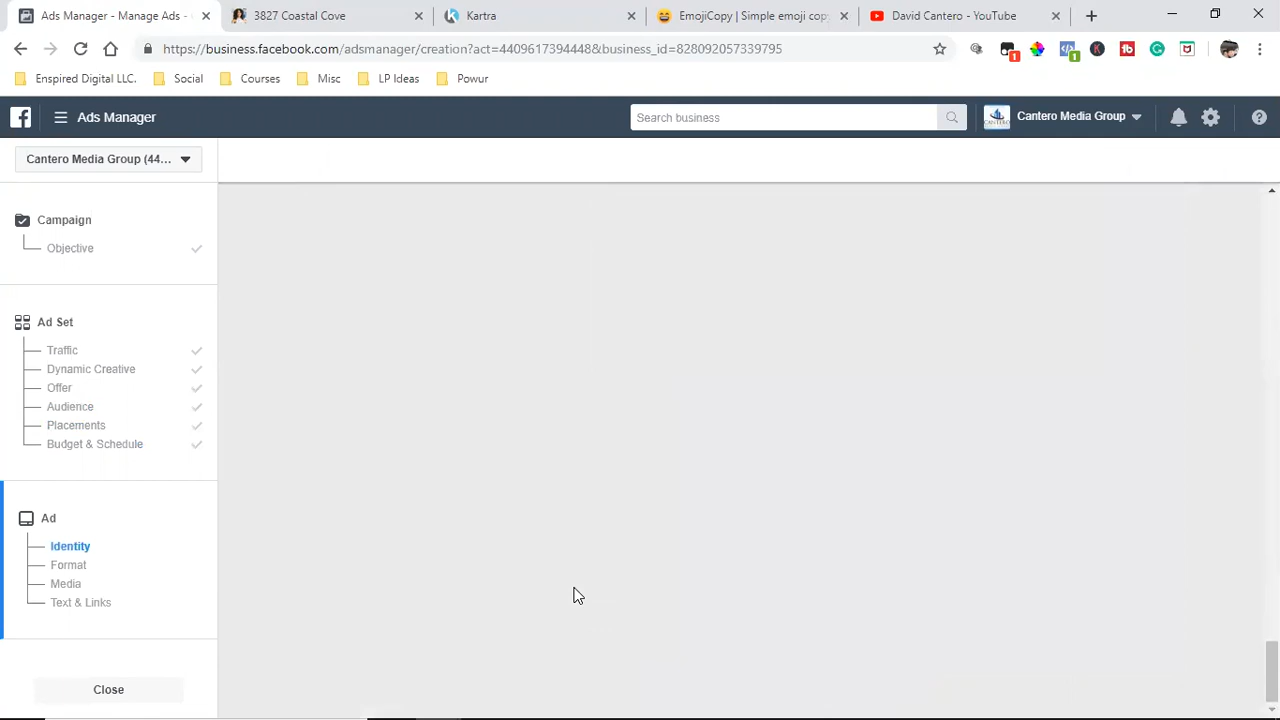 Ads Manager - Manage Ads -
3827 Coastal Cove
Kartra
EmojiCopy | Simple emoji cop
David Cantero - YouTube
https://business.facebook.com/adsmanager/creation?act=4409617394448&business_id=828092057339795
1
1
Enspired Digital LLC.
Social
Courses
Misc
LP Ideas
Powur
Ads Manager
Search business
Cantero Media Group
Cantero Media Group (44...
Campaign
Objective
Ad Set
Traffic
Dynamic Creative
Offer
Audience
Placements
Budget & Schedule
Ad
Identity
Format
Media
Text & Links
Close